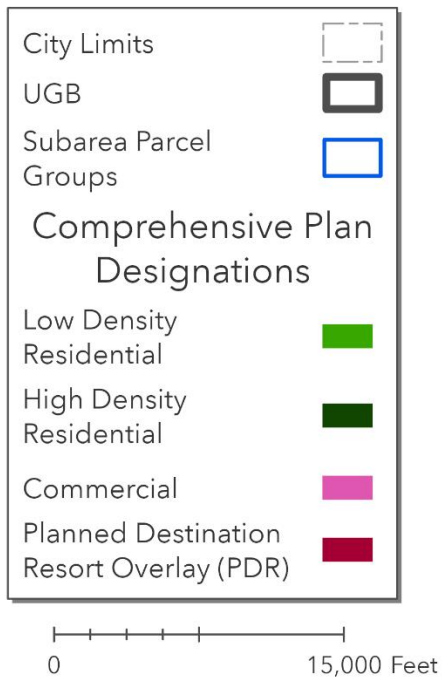 City Limits
UGB
Subarea Parcel
Groups
Comprehensive Plan
Designations
Low Density
Residential
High Density
Residential
Commercial
Planned Destination
Resort Overlay (PDR)
0 15,000 Feet